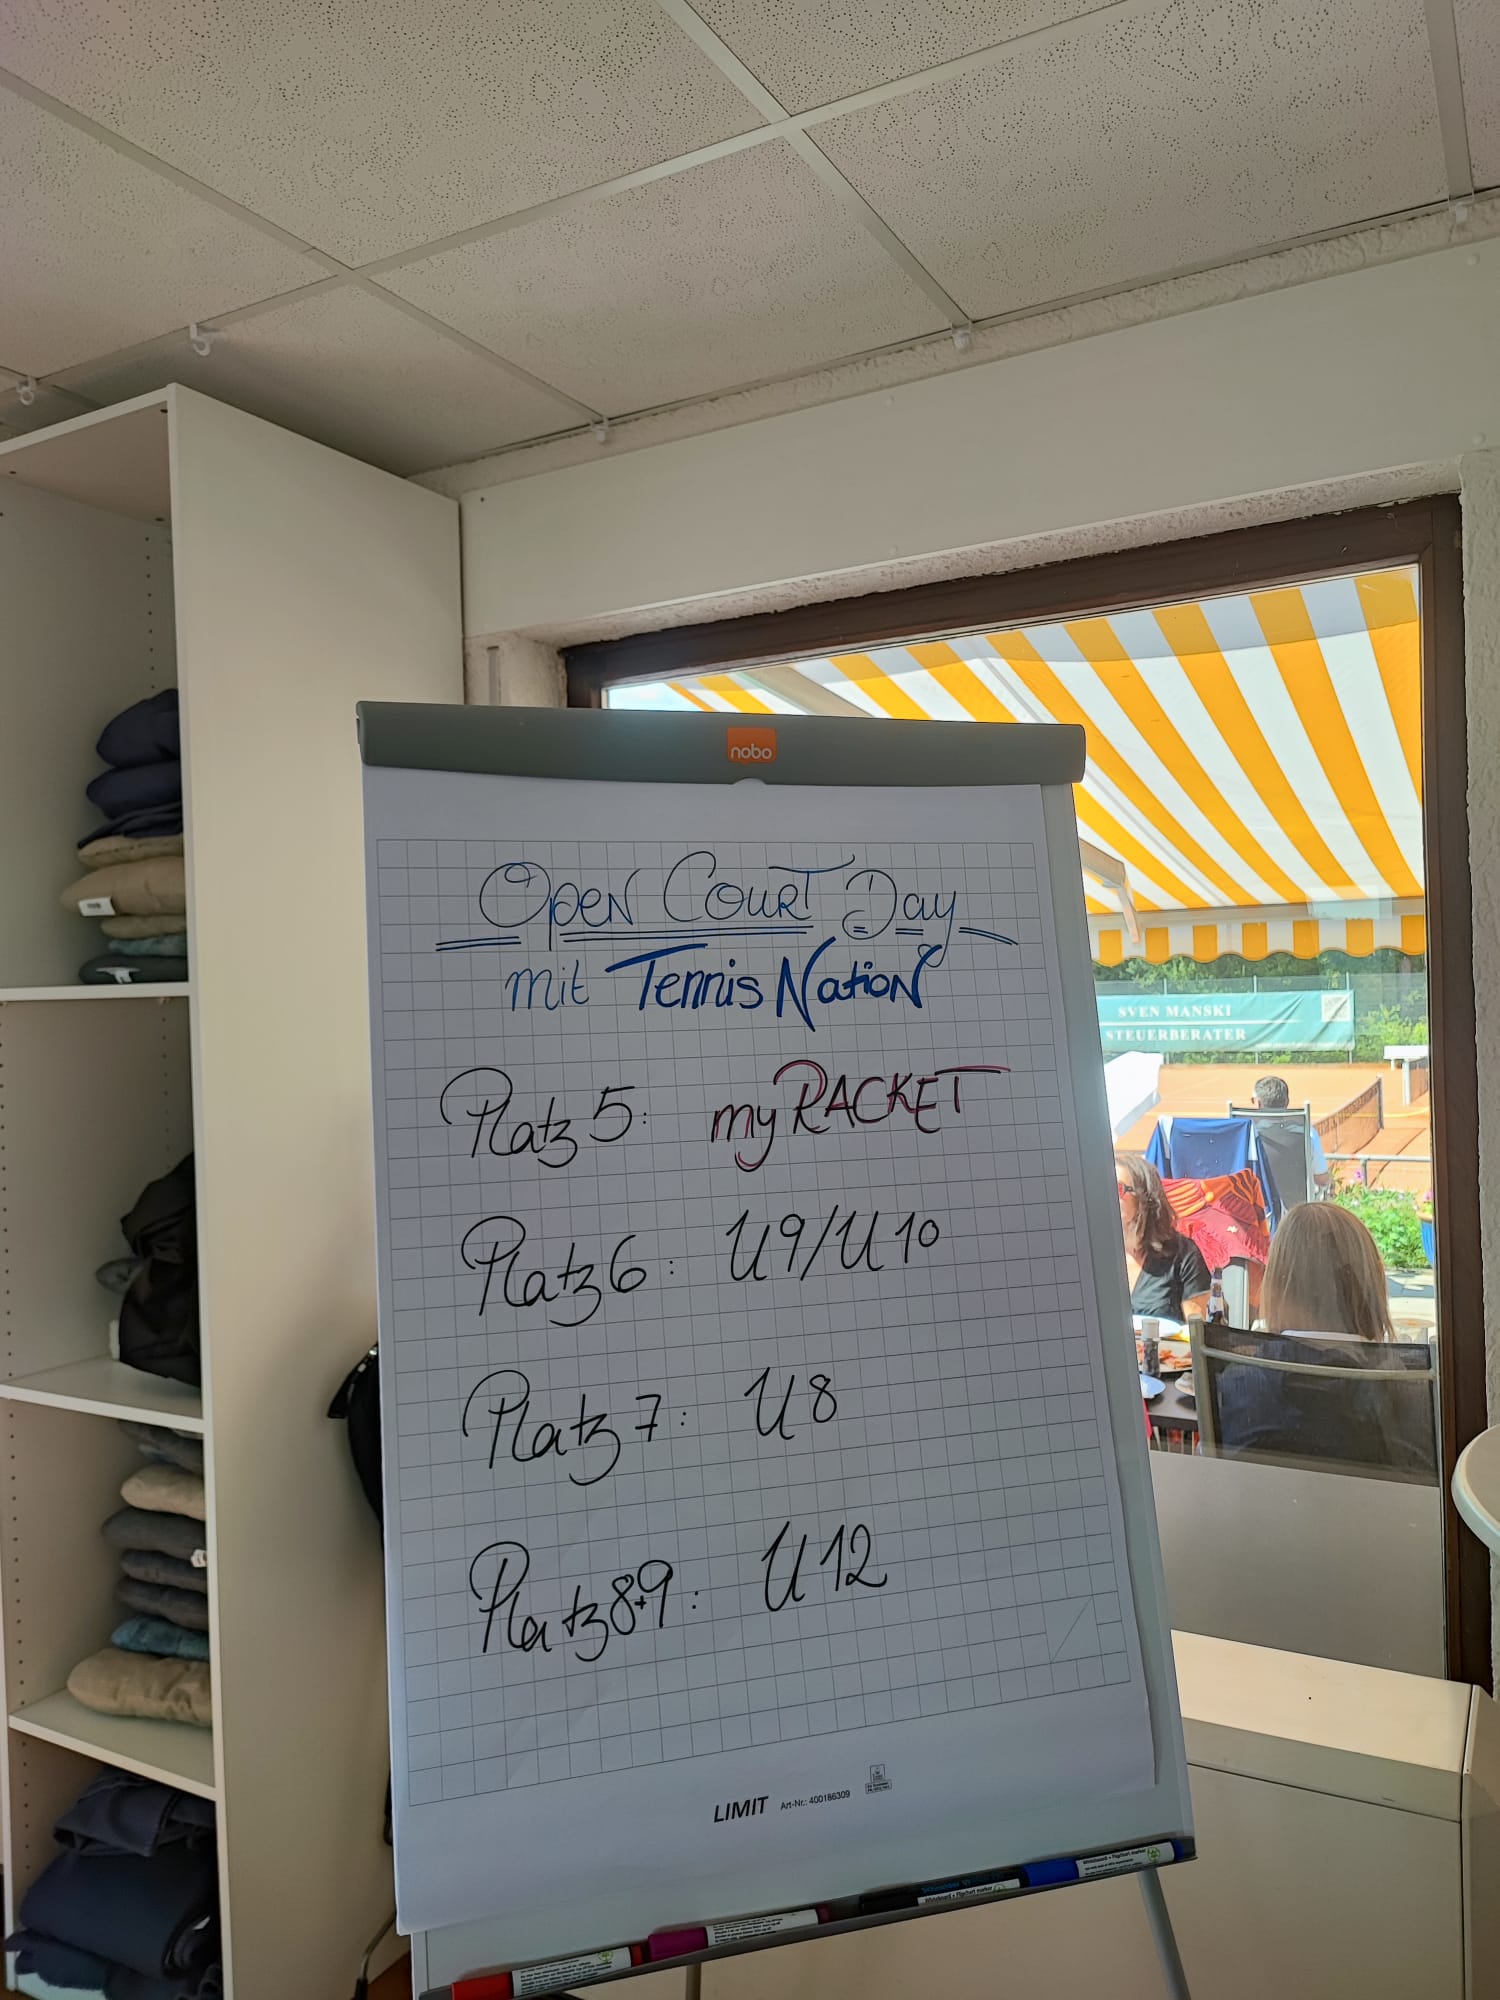 nobo
Open Court Day
mit Tennis Nation
Platz 5: myRACKET
Platz 6: U9/U10
Platz 7: U8
Platz 8+9: U12
LIMIT Art-Nr.: 400186309
SVEN MANSKI
STEUERBERATER